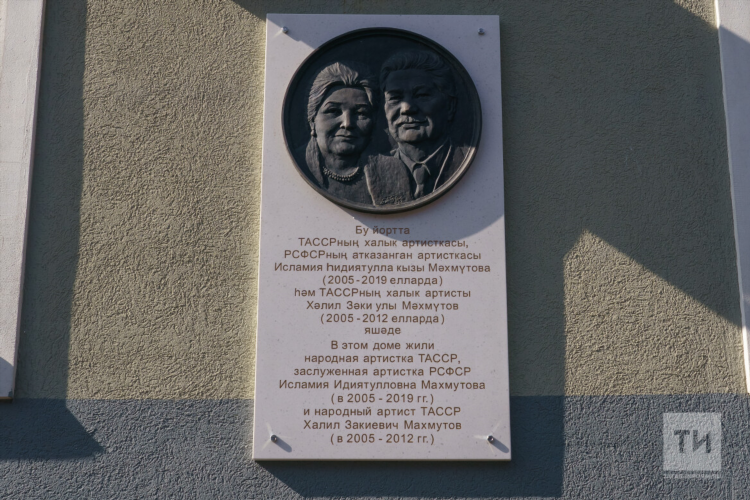 Бу йортта
ТАССРның халык артисткасы,
РСФСРның атказанган артисткасы
Исламия Һидиятулла кызы Мәхмүтова
(2005-2019 елларда)
һәм ТАССРның халык артисты
Хәлил Зәки улы Мәхмүтов
(2005-2012 елларда)
яшәде
В этом доме жили
народная артистка ТАССР,
заслуженная артистка РСФСР
Исламия Идиятулловна Махмутова
(в 2005-2019 гг.)
и народный артист ТАССР
Халил Закиевич Махмутов
(в 2005-2012 гг.)
ТИ